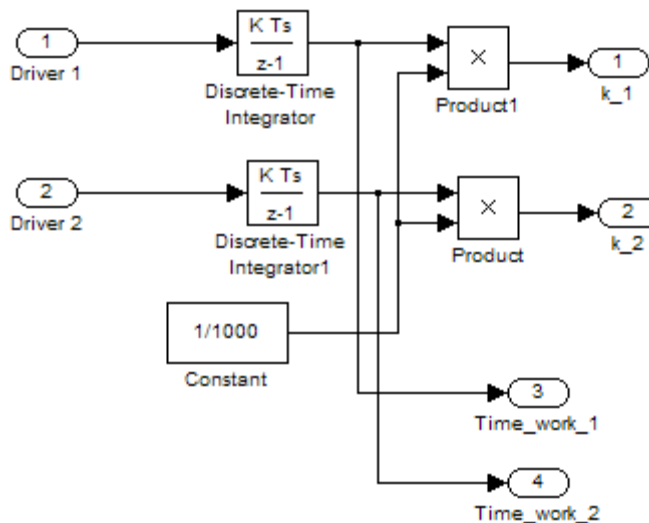 1
Driver 1
K Ts
z-1
Discrete-Time
Integrator
×
Product1
1
k_1
2
Driver 2
K Ts
z-1
Discrete-Time
Integrator1
×
Product
2
k_2
1/1000
Constant
3
Time_work_1
4
Time_work_2